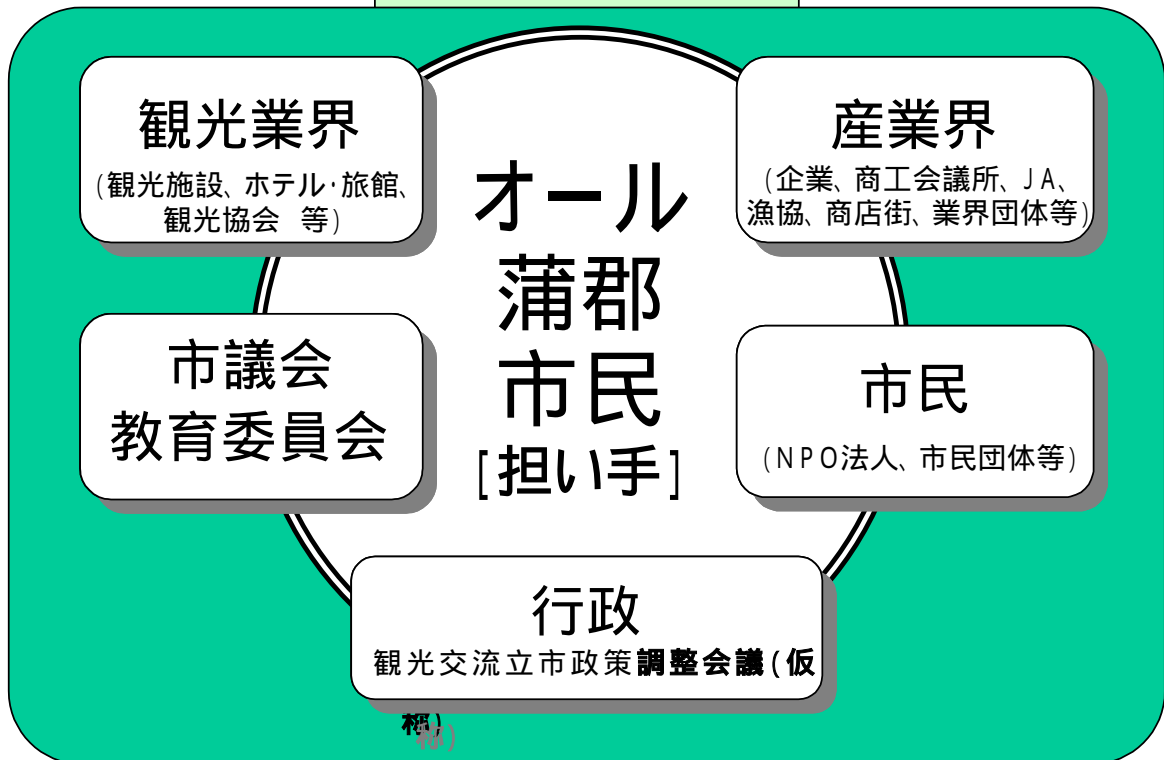 観光業界
(観光施設、ホテル・旅館、
観光協会 等)
産業界
(企業、商工会議所、JA、
漁協、商店街、業界団体等)
オール
蒲郡
市民
[担い手]
市議会
教育委員会
市民
(NPO法人、市民団体等)
行政
観光交流立市政策調整会議(仮
称)